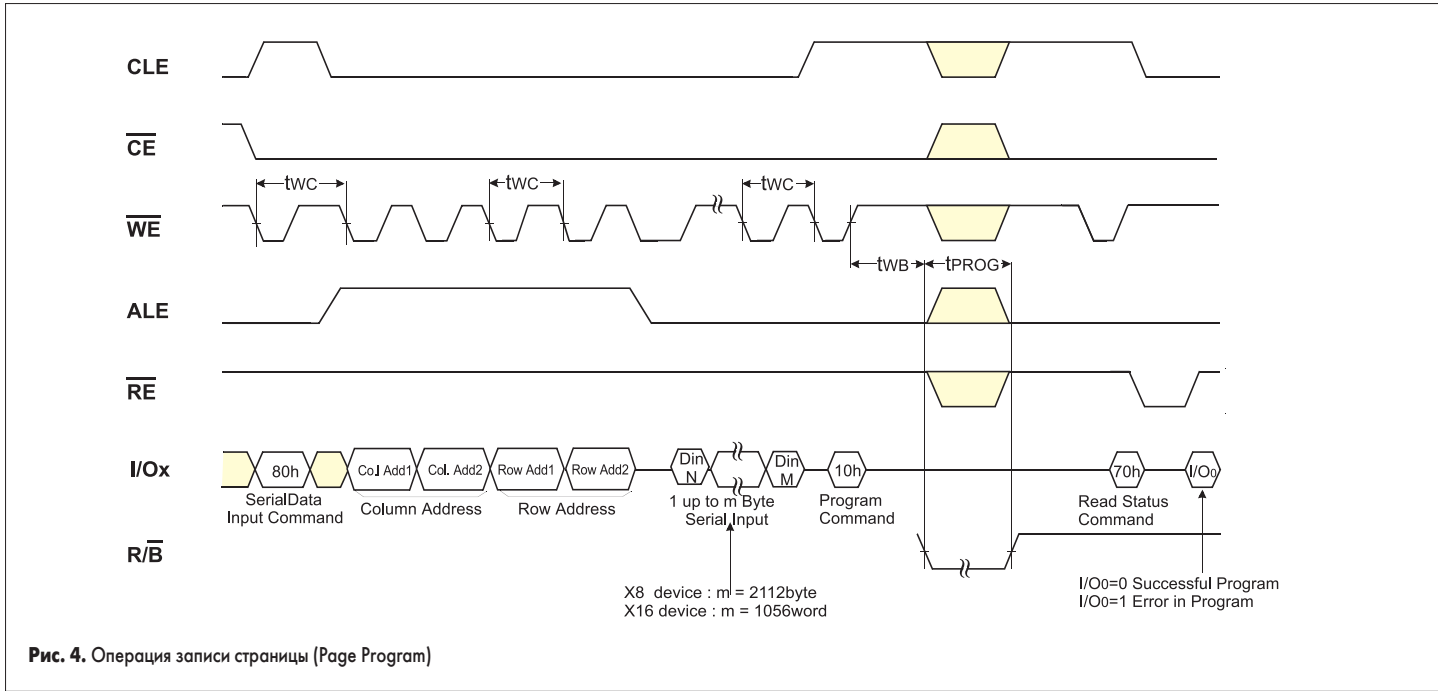 CLE
CE
tWC
tWC
tWC
WE
tWB
tPROG
ALE
RE
I/Ox
80h
Col Add1
Col. Add2
Row Add1
Row Add2
Din
N
Din
M
10h
70h
I/O0
SerialData
Input Command
Column Address
Row Address
1 up to m Byte
Serial Input
Program
Command
Read Status
Command
R/B
X8 device : m = 2112byte
X16 device : m = 1056word
I/O0=0 Successful Program
I/O0=1 Error in Program
Рис. 4. Операция записи страницы (Page Program)